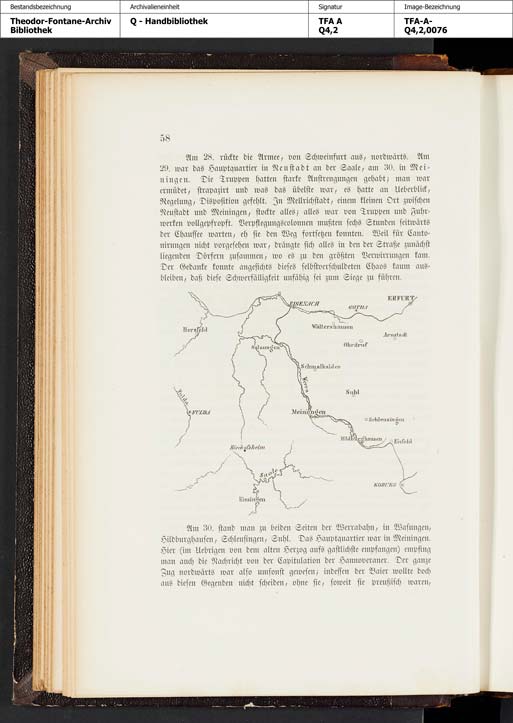 Bestandsbezeichnung
Theodor-Fontane-Archiv
Bibliothek
Archivalieneinheit
Q - Handbibliothek
Signatur
TFA A
Q4,2
Image-Bezeichnung
TFA-A-
Q4,2,0076
58
Am 28. rückte die Armee, von Schweinfurt aus, nordwärts. Am
29. war das Hauptquartier in Neustadt an der Saale, am 30. in Mei-
ningen. Die Truppen hatten starke Anstrengungen gehabt; man war
ermüdet, strapazirt und was das übelste war, es hatte an Ueberblick,
Regelung, Disposition gefehlt. In Mellrichstadt, einem kleinen Ort zwischen
Neustadt und Meiningen, stockte alles; alles war von Truppen und Fuhr-
werken vollgepfropft. Verpflegungscolonnen mußten sechs Stunden seitwärts
der Chaussee warten, eh sie den Weg fortsetzen konnten. Weil für Canto-
nirungen nicht vorgesehen war, drängte sich alles in den der Straße zunächst
liegenden Dörfern zusammen, wo es zu den größten Verwirrungen kam.
Der Gedanke konnte angesichts dieses selbstverschuldeten Chaos kaum aus-
bleiben, daß diese Schwerfälligkeit unfähig sei zum Siege zu führen.
EISENACH
GOTHA
ERFURT
Hersfeld
Waltershausen
Arnstadt
Ohrdruf
Salzungen
Schmalkalden
Werra
Suhl
Fulda
FULDA
Meiningen
Schleusingen
Hildburghausen
Eisfeld
Bischofsheim
Saale
Kissingen
KOBURG
Am 30. stand man zu beiden Seiten der Werrabahn, in Wasungen,
Hildburghausen, Schleusingen, Suhl. Das Hauptquartier war in Meiningen.
Hier (im Uebrigen von dem alten Herzog aufs gastlichste empfangen) empfing
man auch die Nachricht von der Capitulation der Hannoveraner. Der ganze
Zug nordwärts war also umsonst gewesen; indessen der Baier wollte doch
aus diesen Gegenden nicht scheiden, ohne sie, soweit sie preußisch waren,